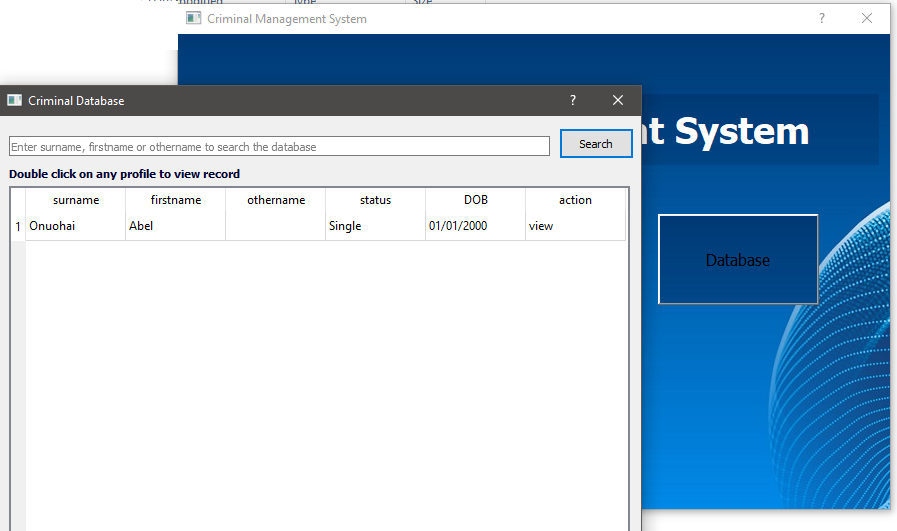 Type
Size
Criminal Management System
Criminal Database
System
Enter surname, firstname or othername to search the database
Search
Double click on any profile to view record
surname firstname othername status DOB action
1 Onuohai Abel Single 01/01/2000 view
Database